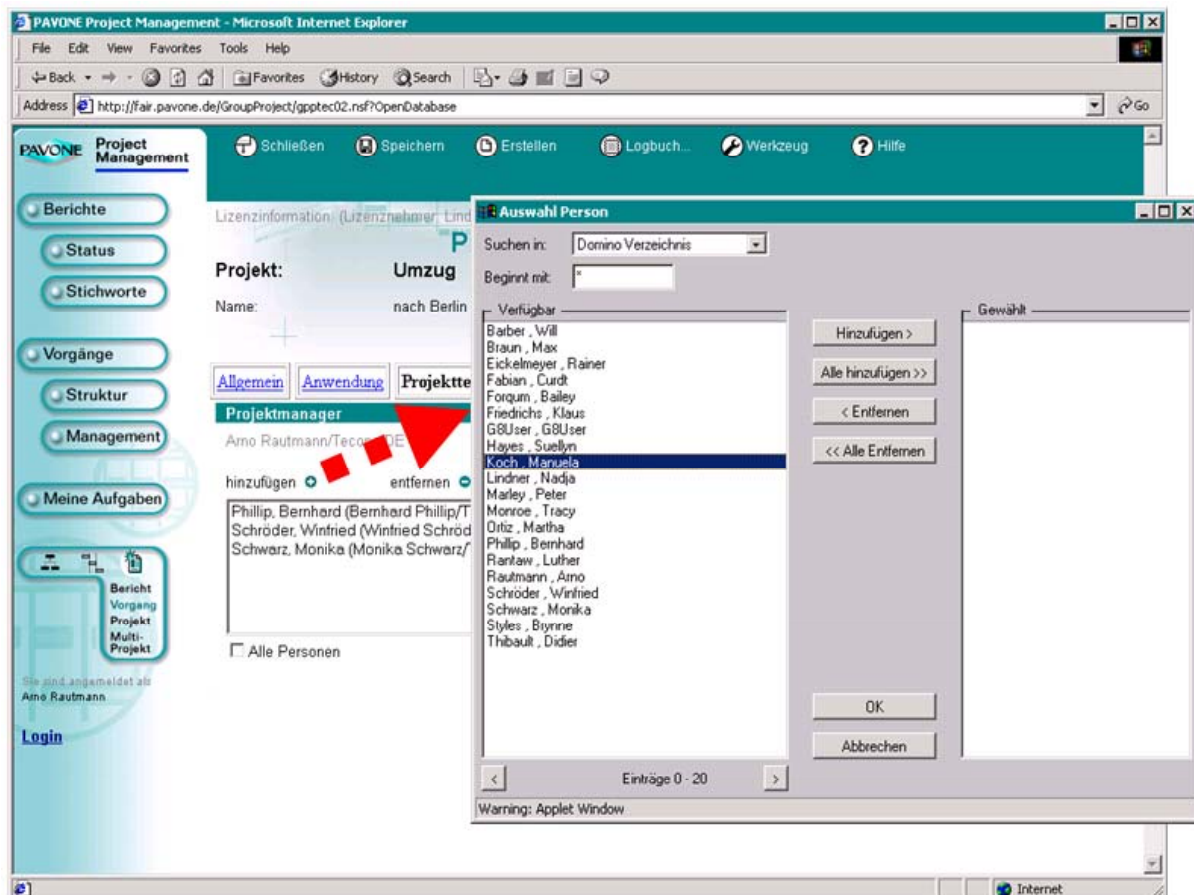 PAVONE Project Management - Microsoft Internet Explorer
File Edit View Favorites Tools Help
Back Favorites History Search
Address http://fair.pavone.de/GroupProject/gpptec02.nsf?OpenDatabase Go
PAVONE Project Management
Schließen Speichern Erstellen Logbuch... Werkzeug Hilfe
Berichte
Status
Stichworte
Vorgänge
Struktur
Management
Meine Aufgaben
Bericht
Vorgang
Projekt
Multi-
Projekt
Sie sind angemeldet als
Arno Rautmann
Login
Lizenzinformation: (Lizenznehmer: Lind
P
Projekt: Umzug
Name: nach Berlin
Allgemein Anwendung Projektte
Projektmanager
Arno Rautmann/Tecon DE
hinzufügen entfernen
Phillip, Bernhard (Bernhard Phillip/T
Schröder, Winfried (Winfried Schröd
Schwarz, Monika (Monika Schwarz/
Alle Personen
Auswahl Person
Suchen in: Domino Verzeichnis
Beginnt mit: *
Verfügbar
Barber , Will
Braun , Max
Eickelmeyer , Rainer
Fabian , Curdt
Forqum , Bailey
Friedrichs , Klaus
G8User , G8User
Hayes , Suellyn
Koch , Manuela
Lindner , Nadja
Marley , Peter
Monroe , Tracy
Ortiz , Martha
Phillip , Bernhard
Rantaw , Luther
Rautmann , Arno
Schröder , Winfried
Schwarz , Monika
Styles , Brynne
Thibault , Didier
< Einträge 0 - 20 >
Hinzufügen >
Alle hinzufügen >>
< Entfernen
<< Alle Entfernen
OK
Abbrechen
Gewählt
Warning: Applet Window
Internet